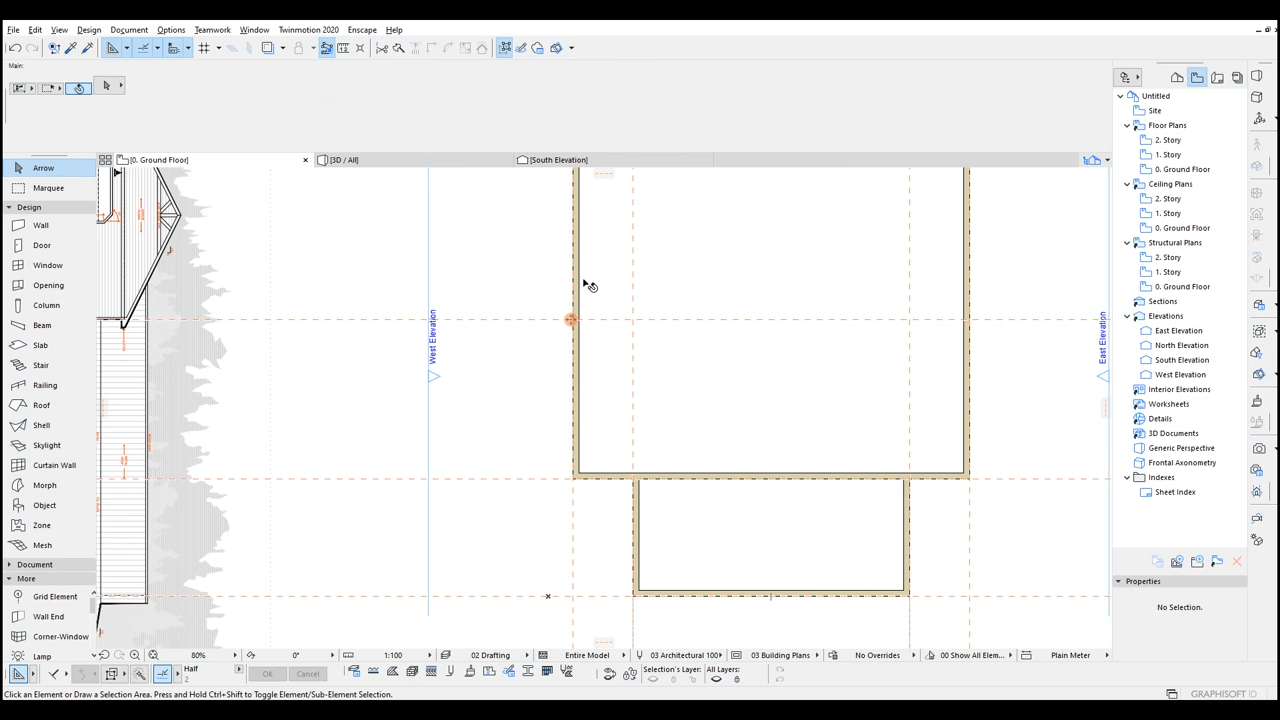 File Edit View Design Document Options Teamwork Window Twinmotion 2020 Enscape Help
Main:
[0. Ground Floor]
[3D / All]
[South Elevation]
Arrow
Marquee
Design
Wall
Door
Window
Opening
Column
Beam
Slab
Stair
Railing
Roof
Shell
Skylight
Curtain Wall
Morph
Object
Zone
Mesh
Document
More
Grid Element
Wall End
Corner-Window
Lamp
West Elevation
East Elevation
Untitled
Site
Floor Plans
2. Story
1. Story
0. Ground Floor
Ceiling Plans
2. Story
1. Story
0. Ground Floor
Structural Plans
2. Story
1. Story
0. Ground Floor
Sections
Elevations
East Elevation
North Elevation
South Elevation
West Elevation
Interior Elevations
Worksheets
Details
3D Documents
Generic Perspective
Frontal Axonometry
Indexes
Sheet Index
Properties
No Selection.
80% 0° 1:100 02 Drafting Entire Model 03 Architectural 100 03 Building Plans No Overrides 00 Show All Elem... Plain Meter
Half
2
OK Cancel
Selection's Layer: All Layers:
Click an Element or Draw a Selection Area. Press and Hold Ctrl+Shift to Toggle Element/Sub-Element Selection.
GRAPHISOFT ID